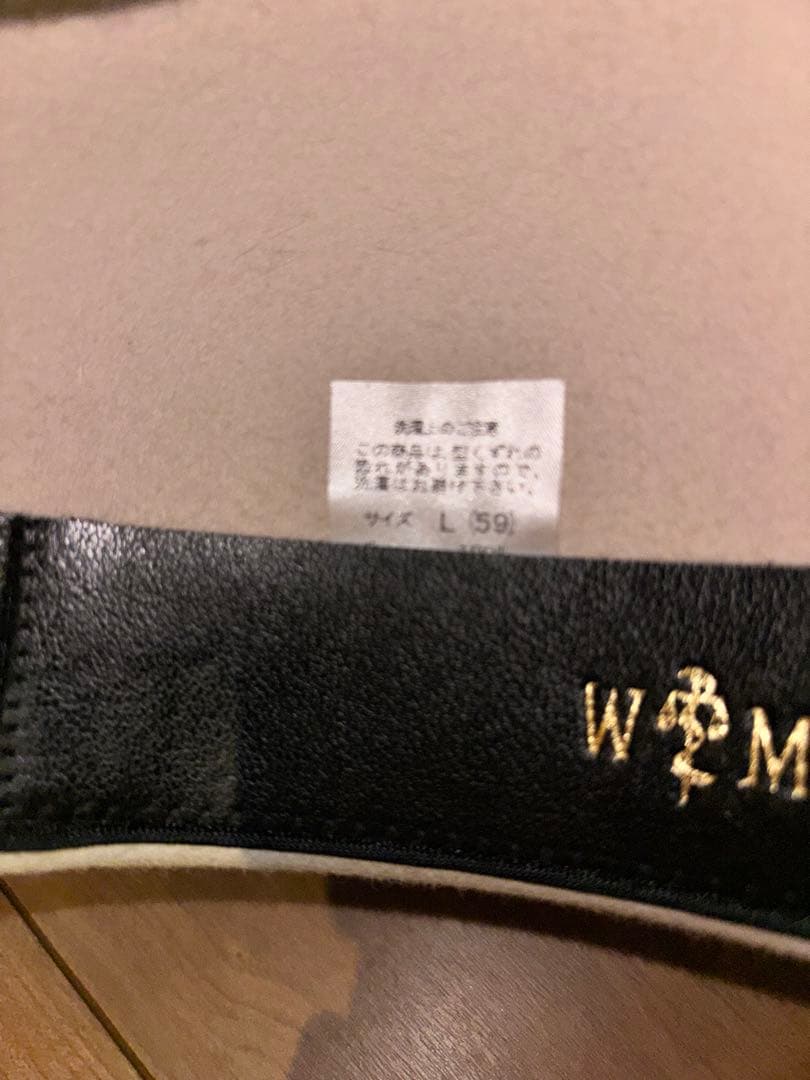 洗濯上のご注意
この商品は、型くずれの
恐れがありますので、
洗濯はお避け下さい。
サイズ L (59)
W M